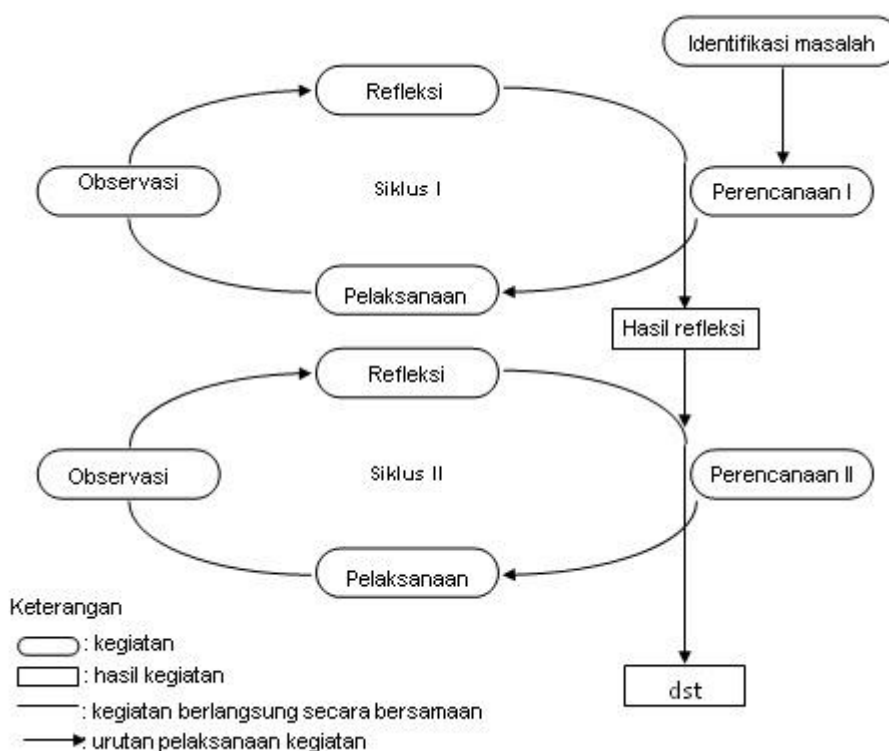 Identifikasi masalah
Refleksi
Observasi
Siklus I
Perencanaan I
Pelaksanaan
Hasil refleksi
Refleksi
Observasi
Siklus II
Perencanaan II
Pelaksanaan
Keterangan
: kegiatan
: hasil kegiatan
: kegiatan berlangsung secara bersamaan
: urutan pelaksanaan kegiatan
dst